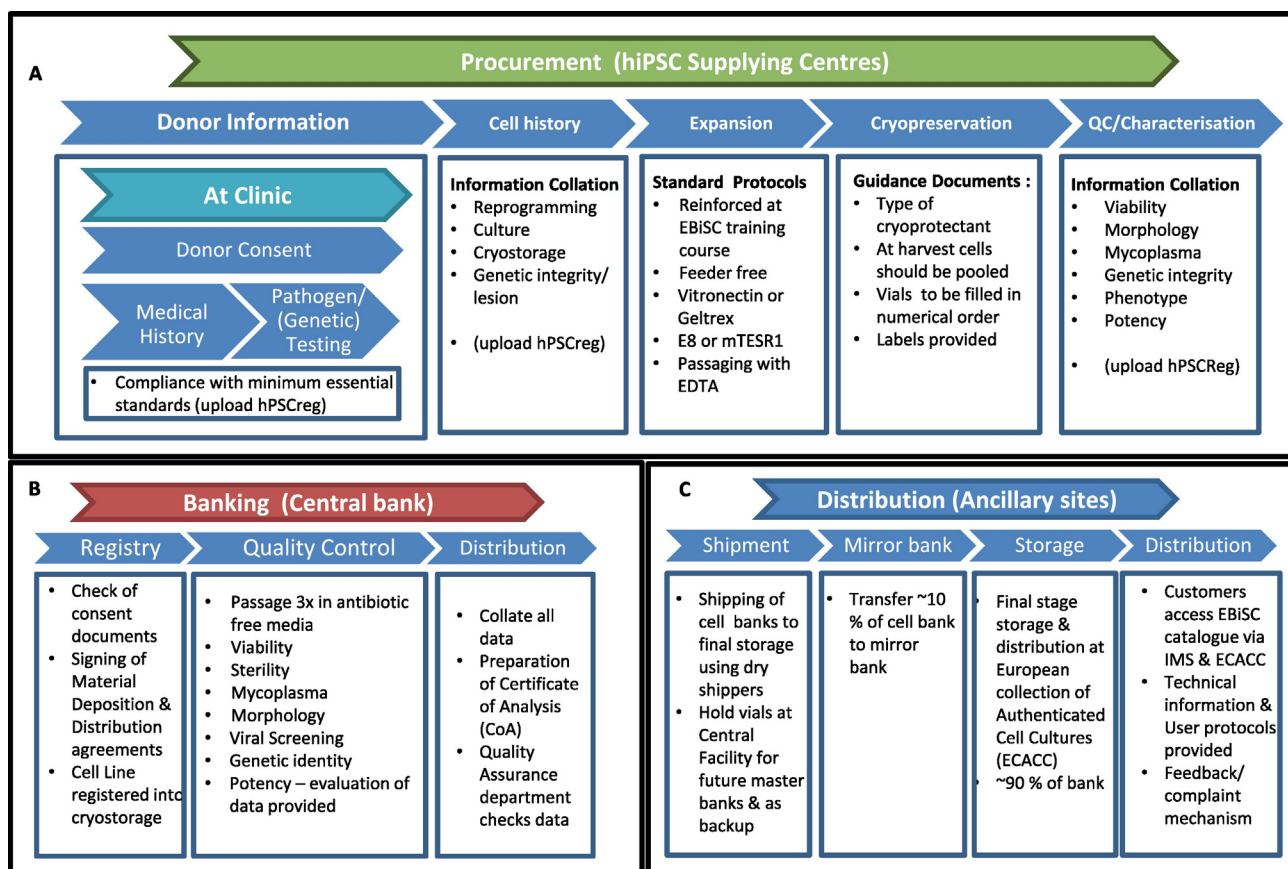 A
Procurement (hiPSC Supplying Centres)
Donor Information
At Clinic
Donor Consent
Medical
History
Pathogen/
(Genetic)
Testing
• Compliance with minimum essential
standards (upload hPSCreg)
Cell history
Information Collation
• Reprogramming
• Culture
• Cryostorage
• Genetic integrity/
lesion
• (upload hPSCreg)
Expansion
Standard Protocols
• Reinforced at
EBiSC training
course
• Feeder free
• Vitronectin or
Geltrex
• E8 or mTESR1
• Passaging with
EDTA
Cryopreservation
Guidance Documents :
• Type of
cryoprotectant
• At harvest cells
should be pooled
• Vials to be filled in
numerical order
• Labels provided
QC/Characterisation
Information Collation
• Viability
• Morphology
• Mycoplasma
• Genetic integrity
• Phenotype
• Potency
• (upload hPSCReg)
B
Banking (Central bank)
Registry
• Check of
consent
documents
• Signing of
Material
Deposition &
Distribution
agreements
• Cell Line
registered into
cryostorage
Quality Control
• Passage 3x in antibiotic
free media
• Viability
• Sterility
• Mycoplasma
• Morphology
• Viral Screening
• Genetic identity
• Potency – evaluation of
data provided
Distribution
• Collate all
data
• Preparation
of Certificate
of Analysis
(CoA)
• Quality
Assurance
department
checks data
C
Distribution (Ancillary sites)
Shipment
• Shipping of
cell banks to
final storage
using dry
shippers
• Hold vials at
Central
Facility for
future master
banks & as
backup
Mirror bank
• Transfer ~10
% of cell bank
to mirror
bank
Storage
• Final stage
storage &
distribution at
European
collection of
Authenticated
Cell Cultures
(ECACC)
• ~90 % of bank
Distribution
• Customers
access EBiSC
catalogue via
IMS & ECACC
• Technical
information &
User protocols
provided
• Feedback/
complaint
mechanism